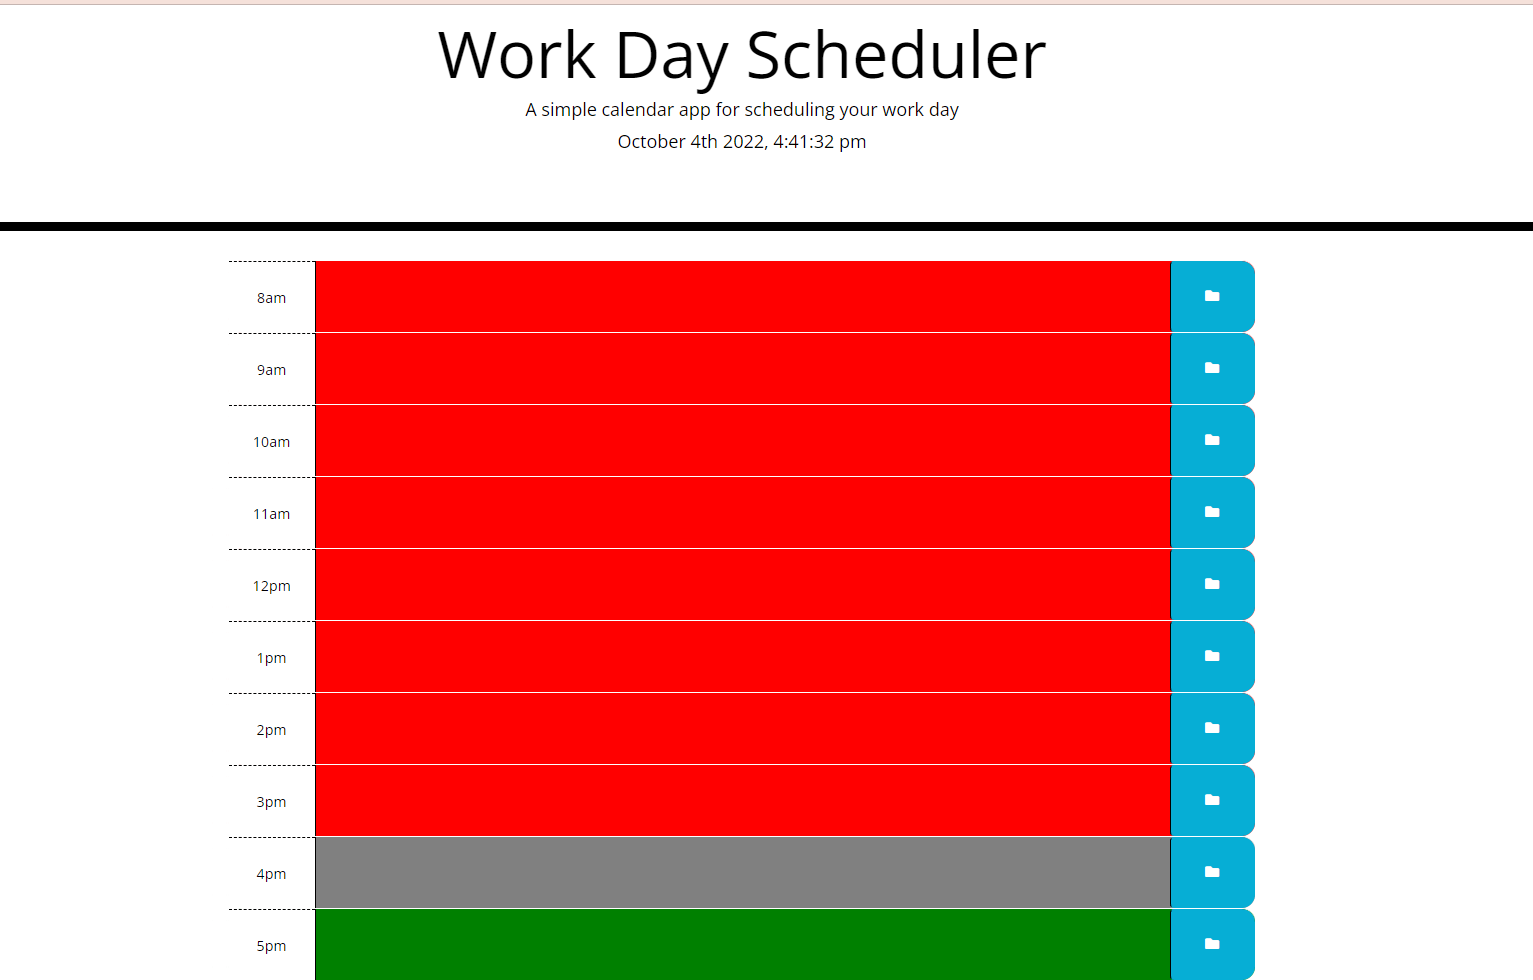 Work Day Scheduler
A simple calendar app for scheduling your work day
October 4th 2022, 4:41:32 pm
8am
9am
10am
11am
12pm
1pm
2pm
3pm
4pm
5pm